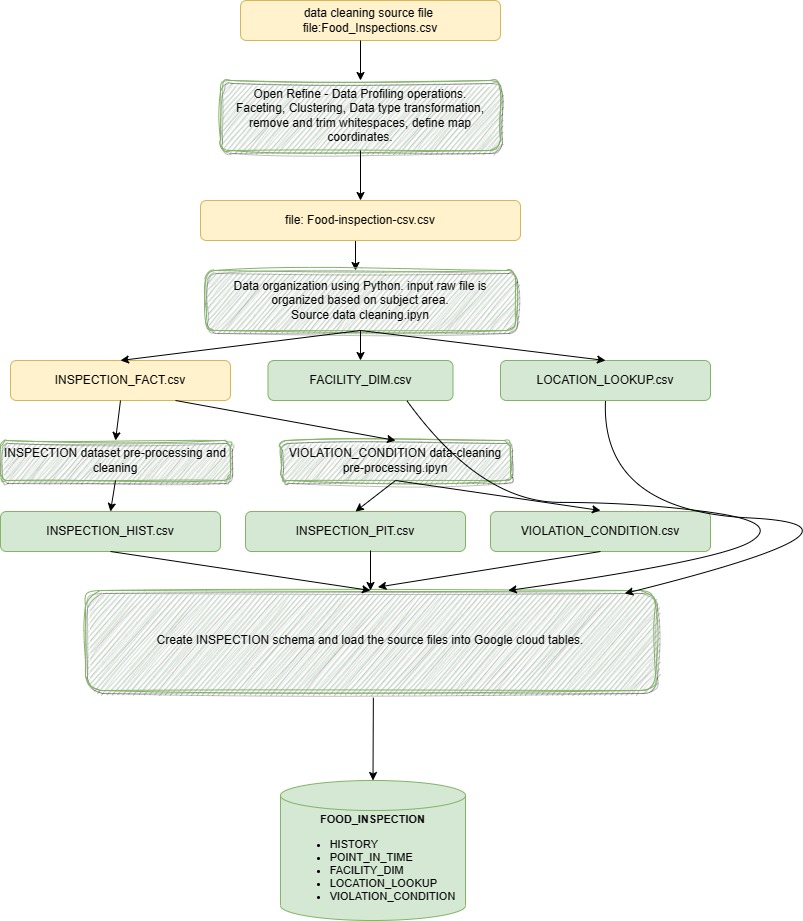 data cleaning source file
file:Food_Inspections.csv
Open Refine - Data Profiling operations.
Faceting, Clustering, Data type transformation,
remove and trim whitespaces, define map
coordinates.
file: Food-inspection-csv.csv
Data organization using Python. input raw file is
organized based on subject area.
Source data cleaning.ipyn
INSPECTION_FACT.csv
FACILITY_DIM.csv
LOCATION_LOOKUP.csv
INSPECTION dataset pre-processing and
cleaning
VIOLATION_CONDITION data-cleaning
pre-processing.ipyn
INSPECTION_HIST.csv
INSPECTION_PIT.csv
VIOLATION_CONDITION.csv
Create INSPECTION schema and load the source files into Google cloud tables.
FOOD_INSPECTION
• HISTORY
• POINT_IN_TIME
• FACILITY_DIM
• LOCATION_LOOKUP
• VIOLATION_CONDITION